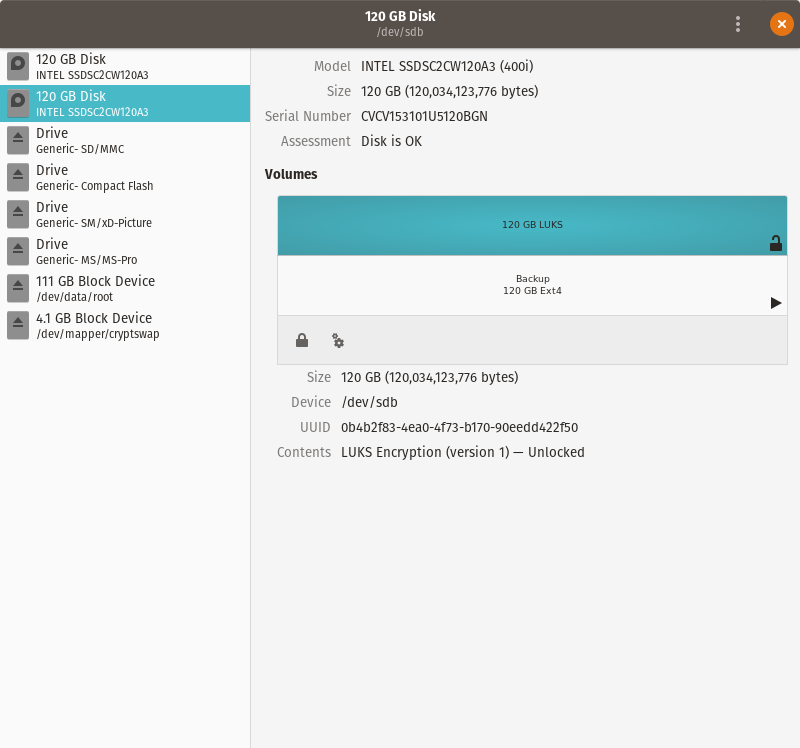 120 GB Disk
/dev/sdb
120 GB Disk
INTEL SSDSC2CW120A3
120 GB Disk
INTEL SSDSC2CW120A3
Drive
Generic- SD/MMC
Drive
Generic- Compact Flash
Drive
Generic- SM/xD-Picture
Drive
Generic- MS/MS-Pro
111 GB Block Device
/dev/data/root
4.1 GB Block Device
/dev/mapper/cryptswap
Model INTEL SSDSC2CW120A3 (400i)
Size 120 GB (120,034,123,776 bytes)
Serial Number CVCV153101U5120BGN
Assessment Disk is OK
Volumes
120 GB LUKS
Backup
120 GB Ext4
Size 120 GB (120,034,123,776 bytes)
Device /dev/sdb
UUID 0b4b2f83-4ea0-4f73-b170-90eedd422f50
Contents LUKS Encryption (version 1) — Unlocked